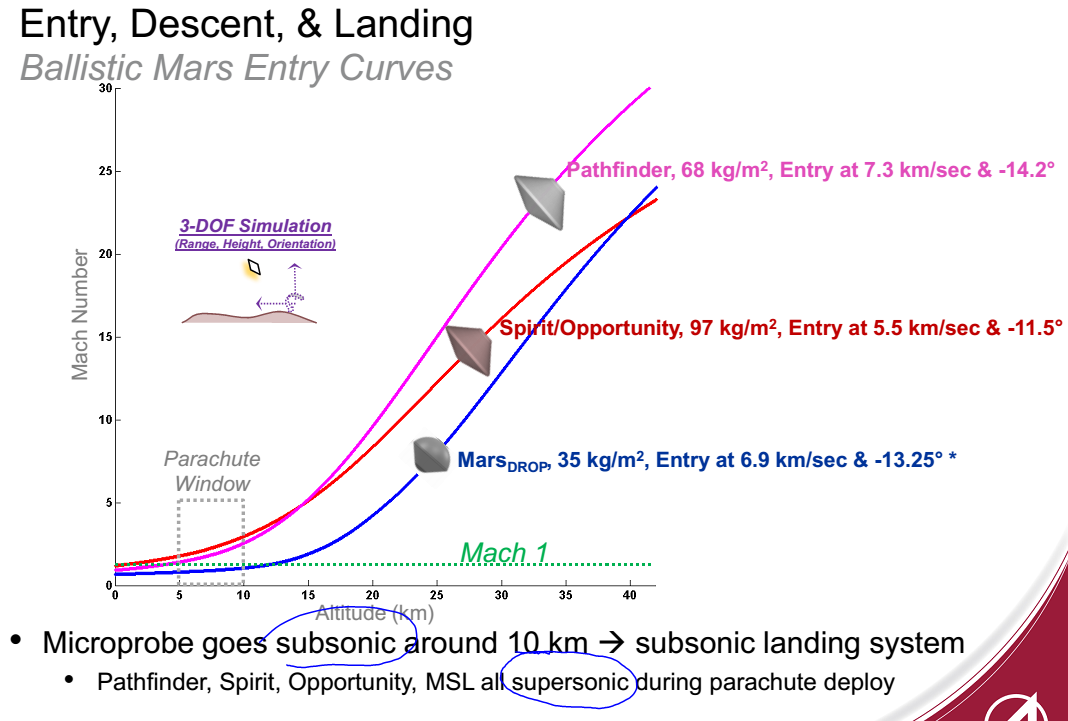 Entry, Descent, & Landing
Ballistic Mars Entry Curves
30
25
20
15
10
5
0
Mach Number
3-DOF Simulation
(Range, Height, Orientation)
Pathfinder, 68 kg/m², Entry at 7.3 km/sec & -14.2°
Spirit/Opportunity, 97 kg/m², Entry at 5.5 km/sec & -11.5°
MarsDROP, 35 kg/m², Entry at 6.9 km/sec & -13.25° *
Parachute
Window
Mach 1
0 5 10 15 20 25 30 35 40
Altitude (km)
• Microprobe goes subsonic around 10 km → subsonic landing system
• Pathfinder, Spirit, Opportunity, MSL all supersonic during parachute deploy